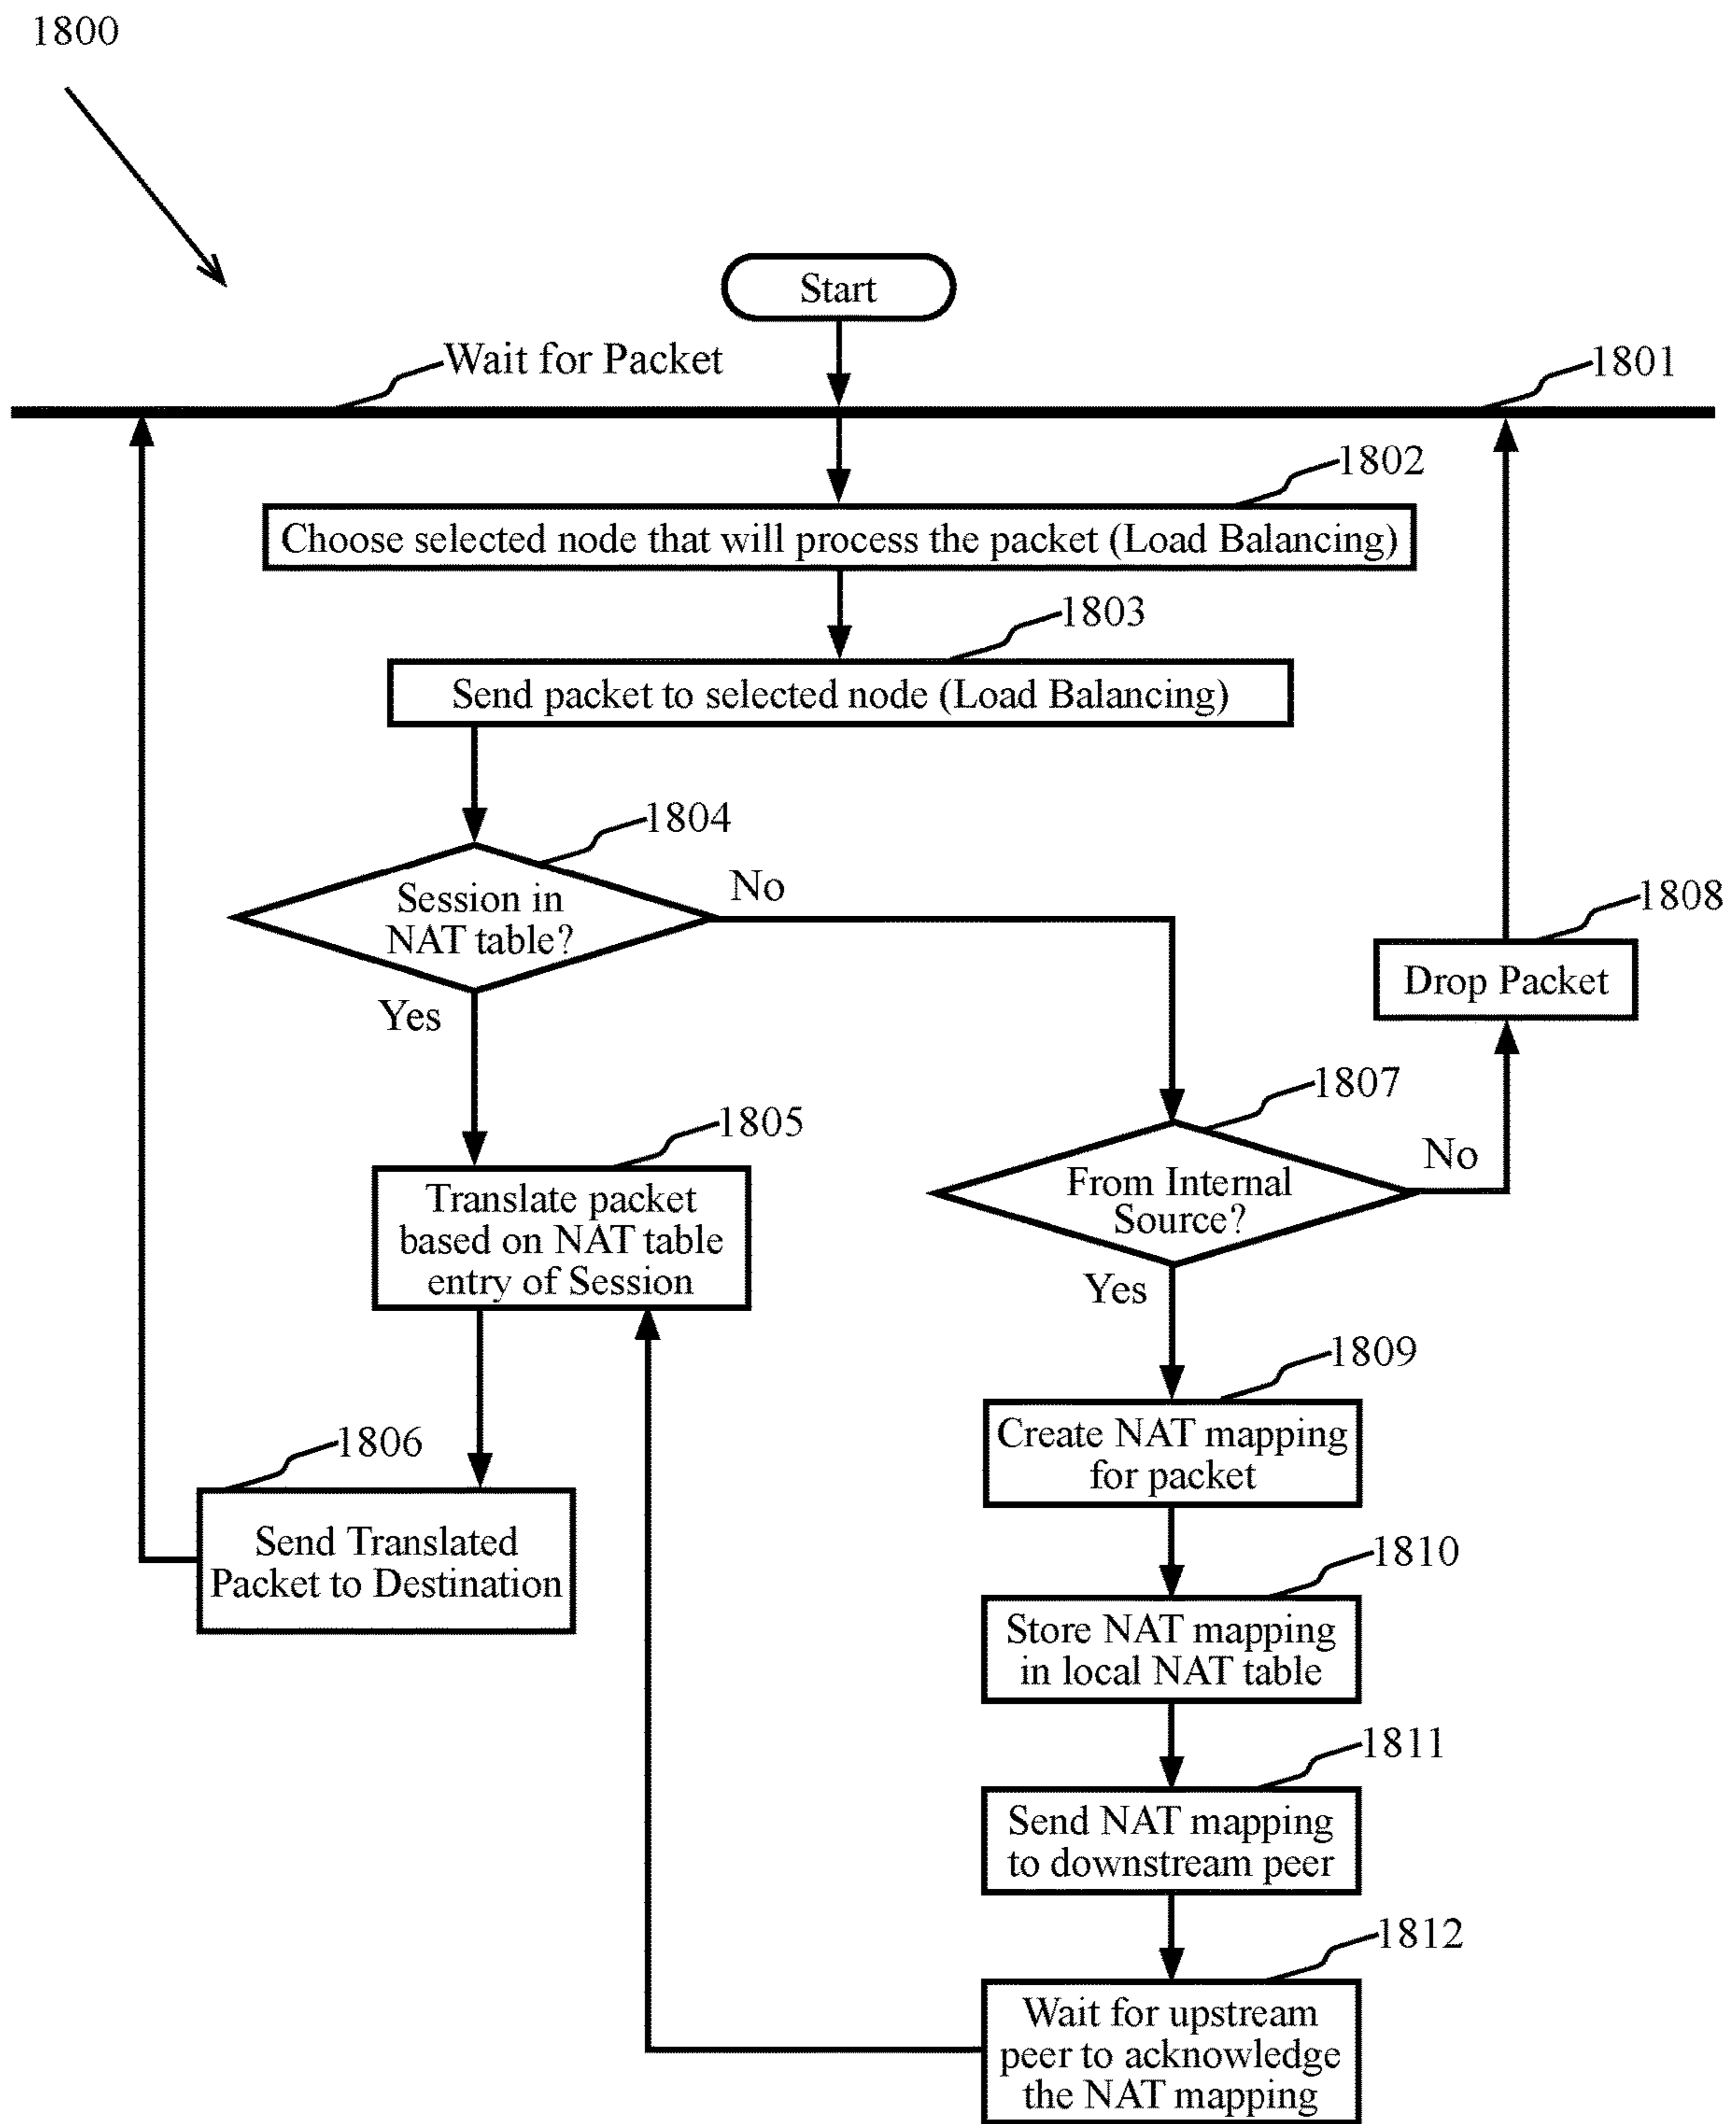 1800
Start
Wait for Packet
1801
1802
Choose selected node that will process the packet (Load Balancing)
1803
Send packet to selected node (Load Balancing)
1804
Session in
NAT table?
No
Yes
1808
Drop Packet
1807
From Internal
Source?
No
Yes
1805
Translate packet
based on NAT table
entry of Session
1806
Send Translated
Packet to Destination
1809
Create NAT mapping
for packet
1810
Store NAT mapping
in local NAT table
1811
Send NAT mapping
to downstream peer
1812
Wait for upstream
peer to acknowledge
the NAT mapping